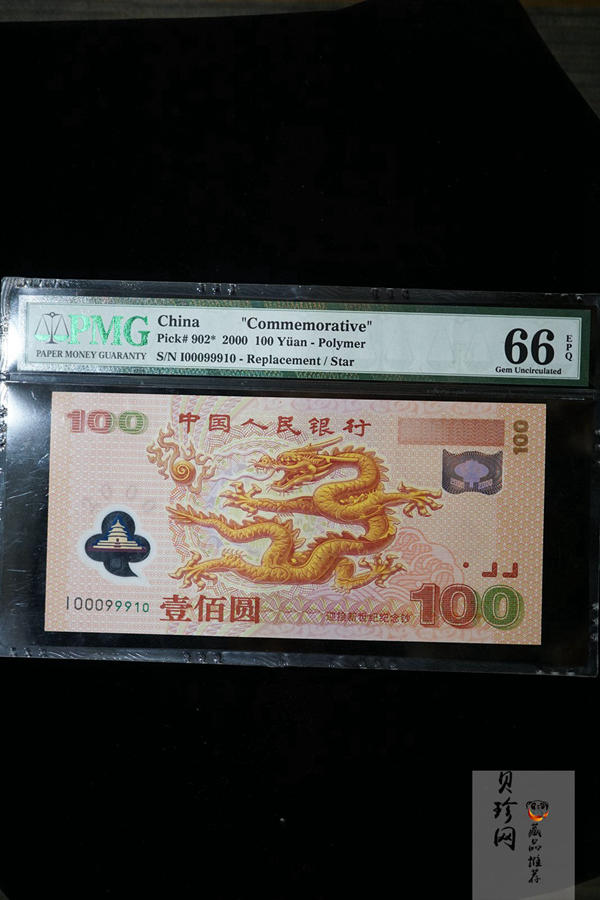 PMG
PAPER MONEY GUARANTY
China "Commemorative"
Pick# 902* 2000 100 Yüan - Polymer
S/N I00099910 - Replacement / Star
66
EPQ
Gem Uncirculated
100
中国人民银行
100
2000
2000
I00099910
壹佰圆
迎接新世纪纪念钞
100
贝珍网
藏品推荐